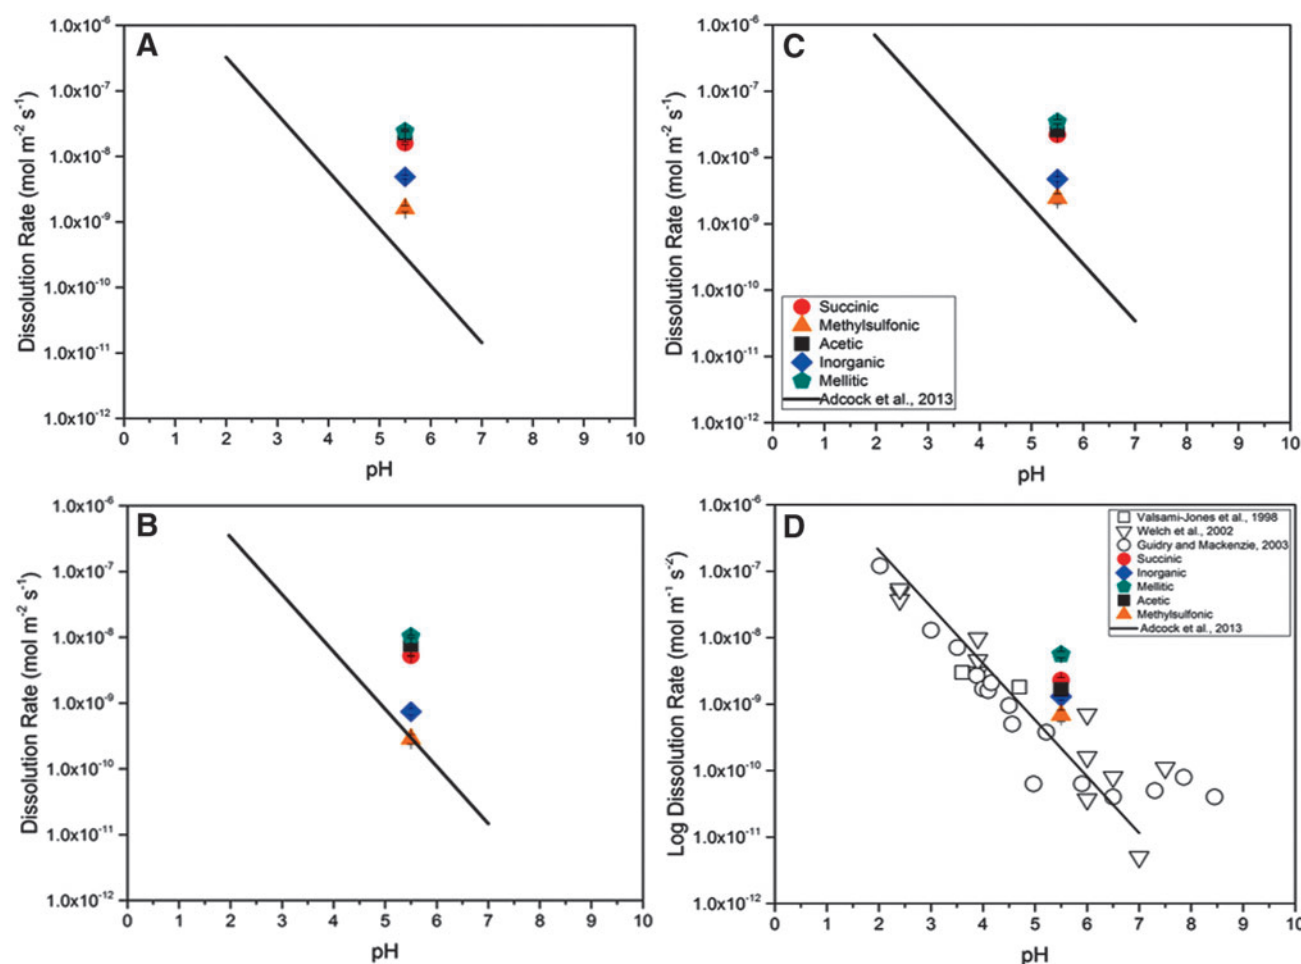 A
1.0x10⁻⁶
1.0x10⁻⁷
1.0x10⁻⁸
1.0x10⁻⁹
1.0x10⁻¹⁰
1.0x10⁻¹¹
1.0x10⁻¹²
Dissolution Rate (mol m⁻² s⁻¹)
0 1 2 3 4 5 6 7 8 9 10
pH
C
1.0x10⁻⁶
1.0x10⁻⁷
1.0x10⁻⁸
1.0x10⁻⁹
1.0x10⁻¹⁰
1.0x10⁻¹¹
1.0x10⁻¹²
Dissolution Rate (mol m⁻² s⁻¹)
Succinic
Methylsulfonic
Acetic
Inorganic
Mellitic
Adcock et al., 2013
0 1 2 3 4 5 6 7 8 9 10
pH
B
1.0x10⁻⁶
1.0x10⁻⁷
1.0x10⁻⁸
1.0x10⁻⁹
1.0x10⁻¹⁰
1.0x10⁻¹¹
1.0x10⁻¹²
Dissolution Rate (mol m⁻² s⁻¹)
0 1 2 3 4 5 6 7 8 9 10
pH
D
1.0x10⁻⁶
1.0x10⁻⁷
1.0x10⁻⁸
1.0x10⁻⁹
1.0x10⁻¹⁰
1.0x10⁻¹¹
1.0x10⁻¹²
Log Dissolution Rate (mol m⁻¹ s⁻²)
Valsami-Jones et al., 1998
Welch et al., 2002
Guidry and Mackenzie, 2003
Succinic
Inorganic
Mellitic
Acetic
Methylsulfonic
Adcock et al., 2013
0 1 2 3 4 5 6 7 8 9 10
pH